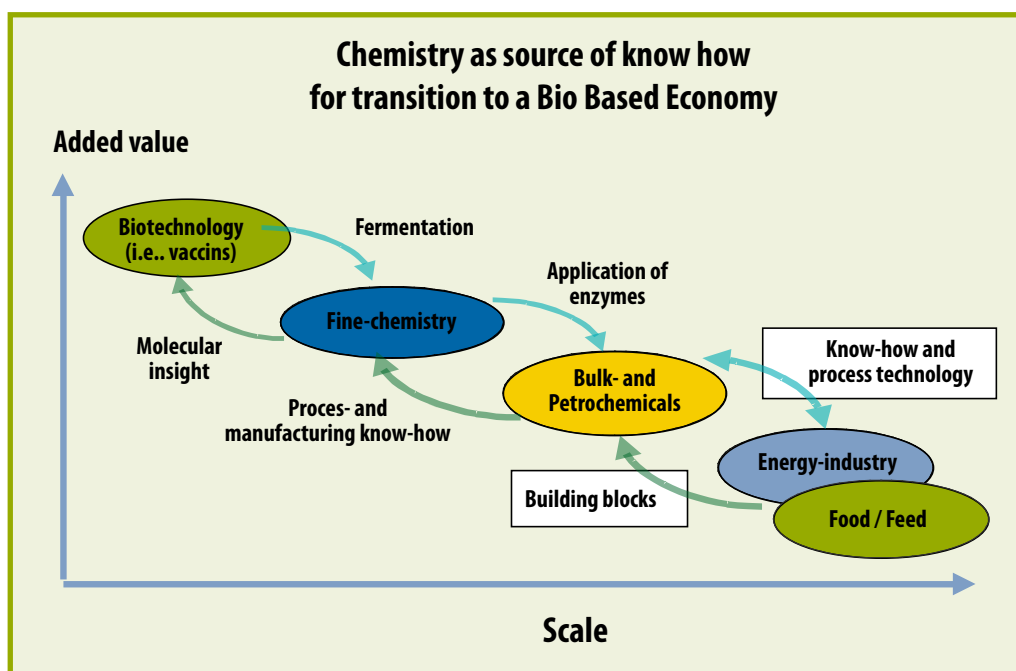 Chemistry as source of know how
for transition to a Bio Based Economy
Added value
Biotechnology
(i.e.. vaccins)
Fermentation
Application of
enzymes
Fine-chemistry
Molecular
insight
Know-how and
process technology
Bulk- and
Petrochemicals
Proces- and
manufacturing know-how
Energy-industry
Building blocks
Food / Feed
Scale